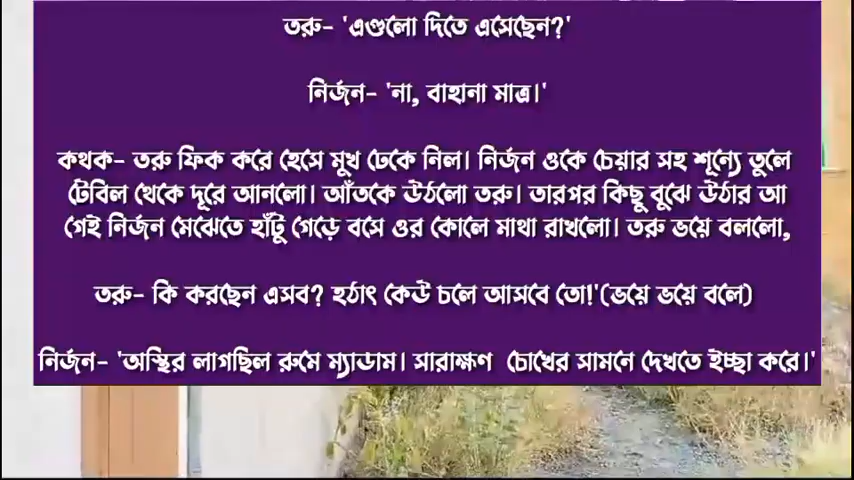 তরু- 'এগুলো দিতে এসেছেন?'
নির্জন- 'না, বাহানা মাত্র।'
কথক- তরু ফিক করে হেসে মুখ ঢেকে নিল। নির্জন ওকে চেয়ার সহ শূন্যে তুলে
টেবিল থেকে দূরে আনলো। আঁতকে উঠলো তরু। তারপর কিছু বুঝে উঠার আ
গেই নির্জন মেঝেতে হাঁটু গেড়ে বসে ওর কোলে মাথা রাখলো। তরু ভয়ে বললো,
তরু- কি করছেন এসব? হঠাৎ কেউ চলে আসবে তো!'(ভয়ে ভয়ে বলে)
নির্জন- 'অস্থির লাগছিল রুমে ম্যাডাম। সারাক্ষণ চোখের সামনে দেখতে ইচ্ছা করে।'